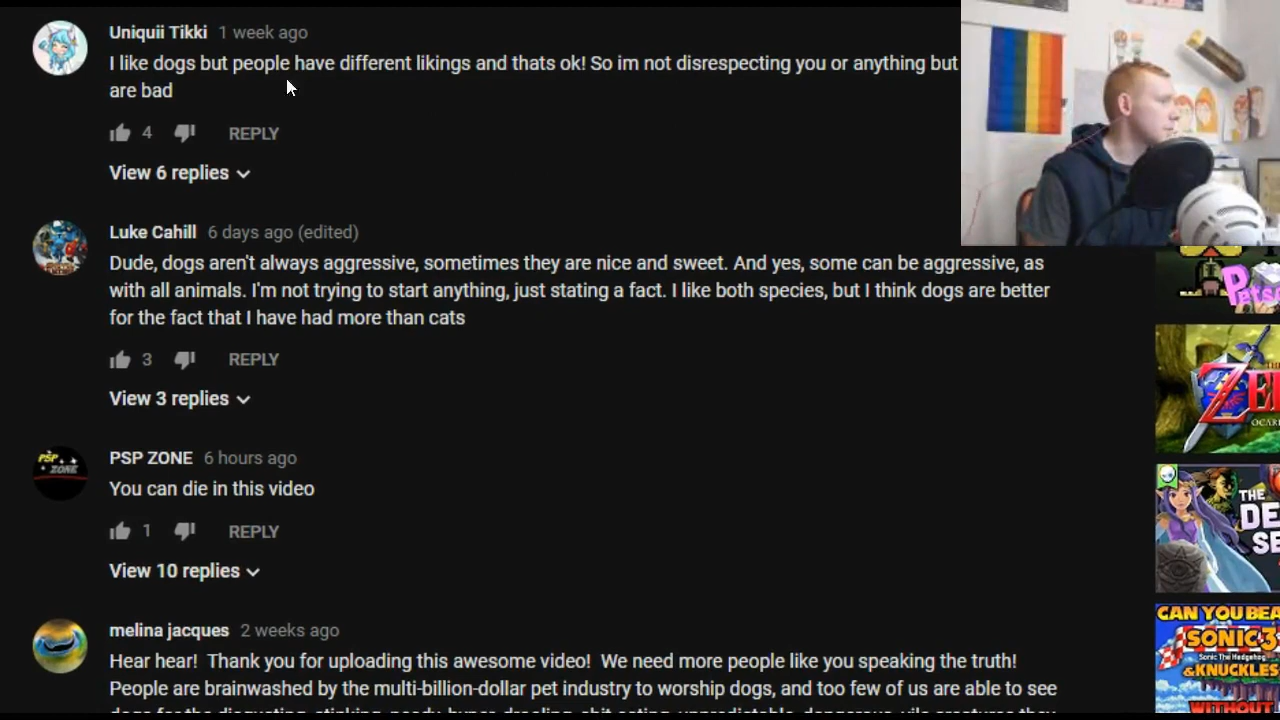 Uniquii Tikki 1 week ago
I like dogs but people have different likings and thats ok! So im not disrespecting you or anything but
are bad
4 REPLY
View 6 replies
Luke Cahill 6 days ago (edited)
Dude, dogs aren't always aggressive, sometimes they are nice and sweet. And yes, some can be aggressive, as
with all animals. I'm not trying to start anything, just stating a fact. I like both species, but I think dogs are better
for the fact that I have had more than cats
3 REPLY
View 3 replies
PSP ZONE
PSP ZONE 6 hours ago
You can die in this video
1 REPLY
View 10 replies
melina jacques 2 weeks ago
Hear hear! Thank you for uploading this awesome video! We need more people like you speaking the truth!
People are brainwashed by the multi-billion-dollar pet industry to worship dogs, and too few of us are able to see
THE
CAN YOU BEA
SONIC 3
Sonic The Hedgehog
& KNUCKLES
WITHOUT